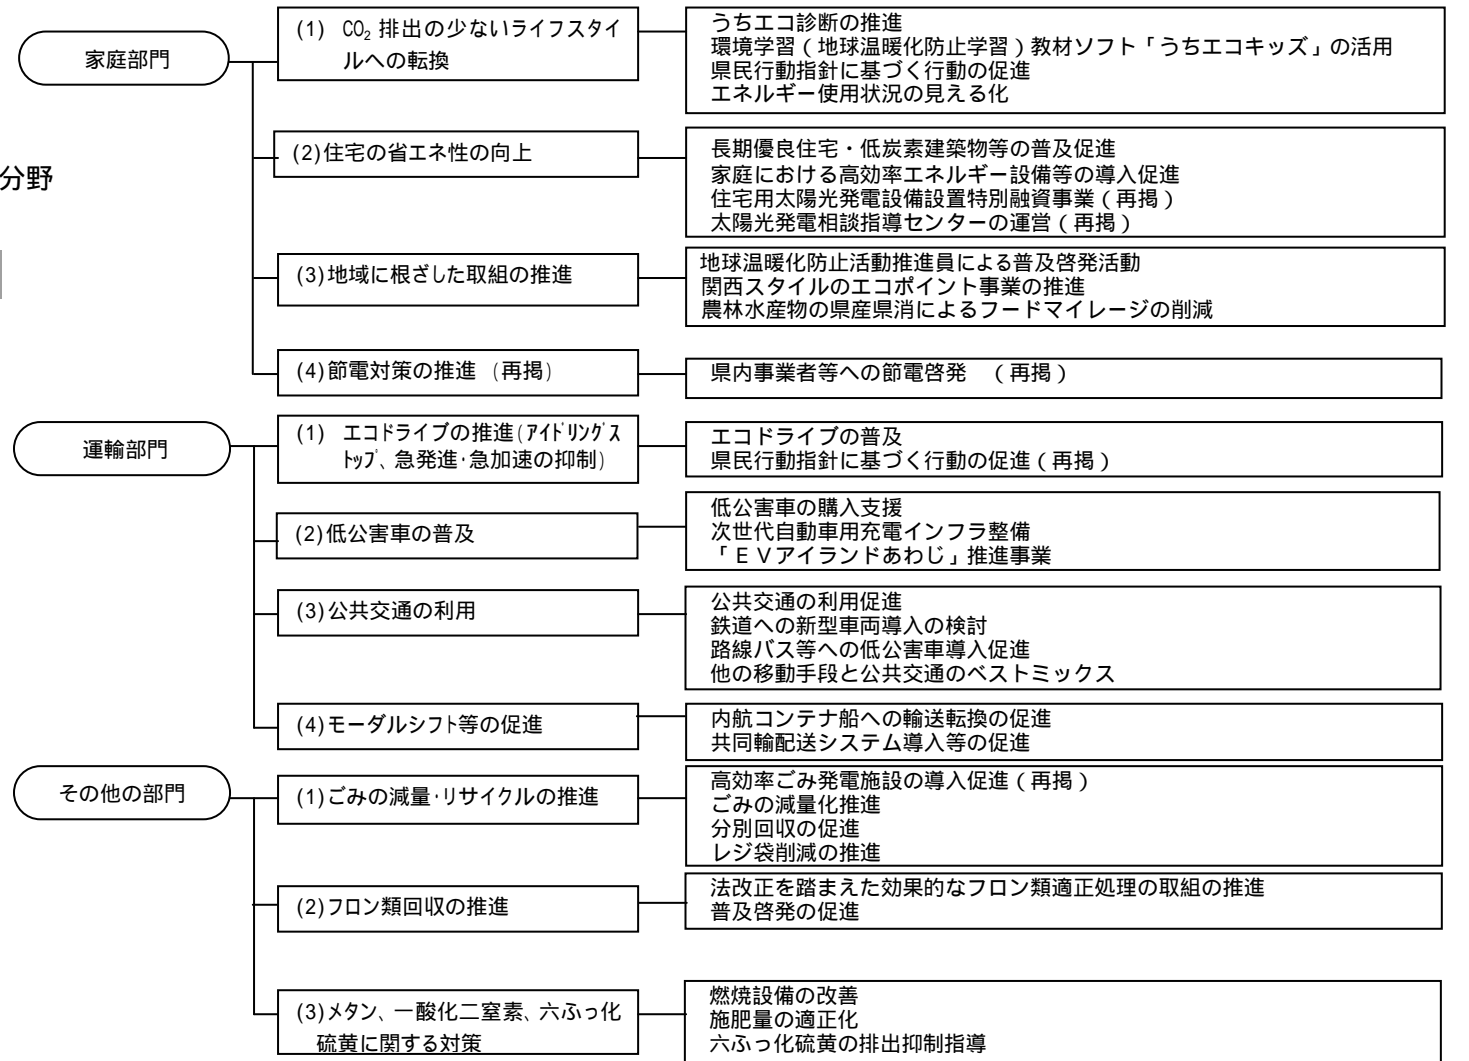 分野
家庭部門
(1) CO₂ 排出の少ないライフスタイ
ルへの転換
うちエコ診断の推進
環境学習（地球温暖化防止学習）教材ソフト「うちエコキッズ」の活用
県民行動指針に基づく行動の促進
エネルギー使用状況の見える化
(2)住宅の省エネ性の向上
長期優良住宅・低炭素建築物等の普及促進
家庭における高効率エネルギー設備等の導入促進
住宅用太陽光発電設備設置特別融資事業（再掲）
太陽光発電相談指導センターの運営（再掲）
(3)地域に根ざした取組の推進
地球温暖化防止活動推進員による普及啓発活動
関西スタイルのエコポイント事業の推進
農林水産物の県産県消によるフードマイレージの削減
(4)節電対策の推進 （再掲）
県内事業者等への節電啓発　（再掲）
運輸部門
(1) エコドライブの推進(ｱｲﾄﾞﾘﾝｸﾞｽ
ﾄｯﾌﾟ、急発進･急加速の抑制)
エコドライブの普及
県民行動指針に基づく行動の促進（再掲）
(2)低公害車の普及
低公害車の購入支援
次世代自動車用充電インフラ整備
「ＥＶアイランドあわじ」推進事業
(3)公共交通の利用
公共交通の利用促進
鉄道への新型車両導入の検討
路線バス等への低公害車導入促進
他の移動手段と公共交通のベストミックス
(4)モーダルシフト等の促進
内航コンテナ船への輸送転換の促進
共同輸配送システム導入等の促進
その他の部門
(1)ごみの減量･リサイクルの推進
高効率ごみ発電施設の導入促進（再掲）
ごみの減量化推進
分別回収の促進
レジ袋削減の推進
(2)フロン類回収の推進
法改正を踏まえた効果的なフロン類適正処理の取組の推進
普及啓発の促進
(3)メタン、一酸化二窒素、六ふっ化
硫黄に関する対策
燃焼設備の改善
施肥量の適正化
六ふっ化硫黄の排出抑制指導